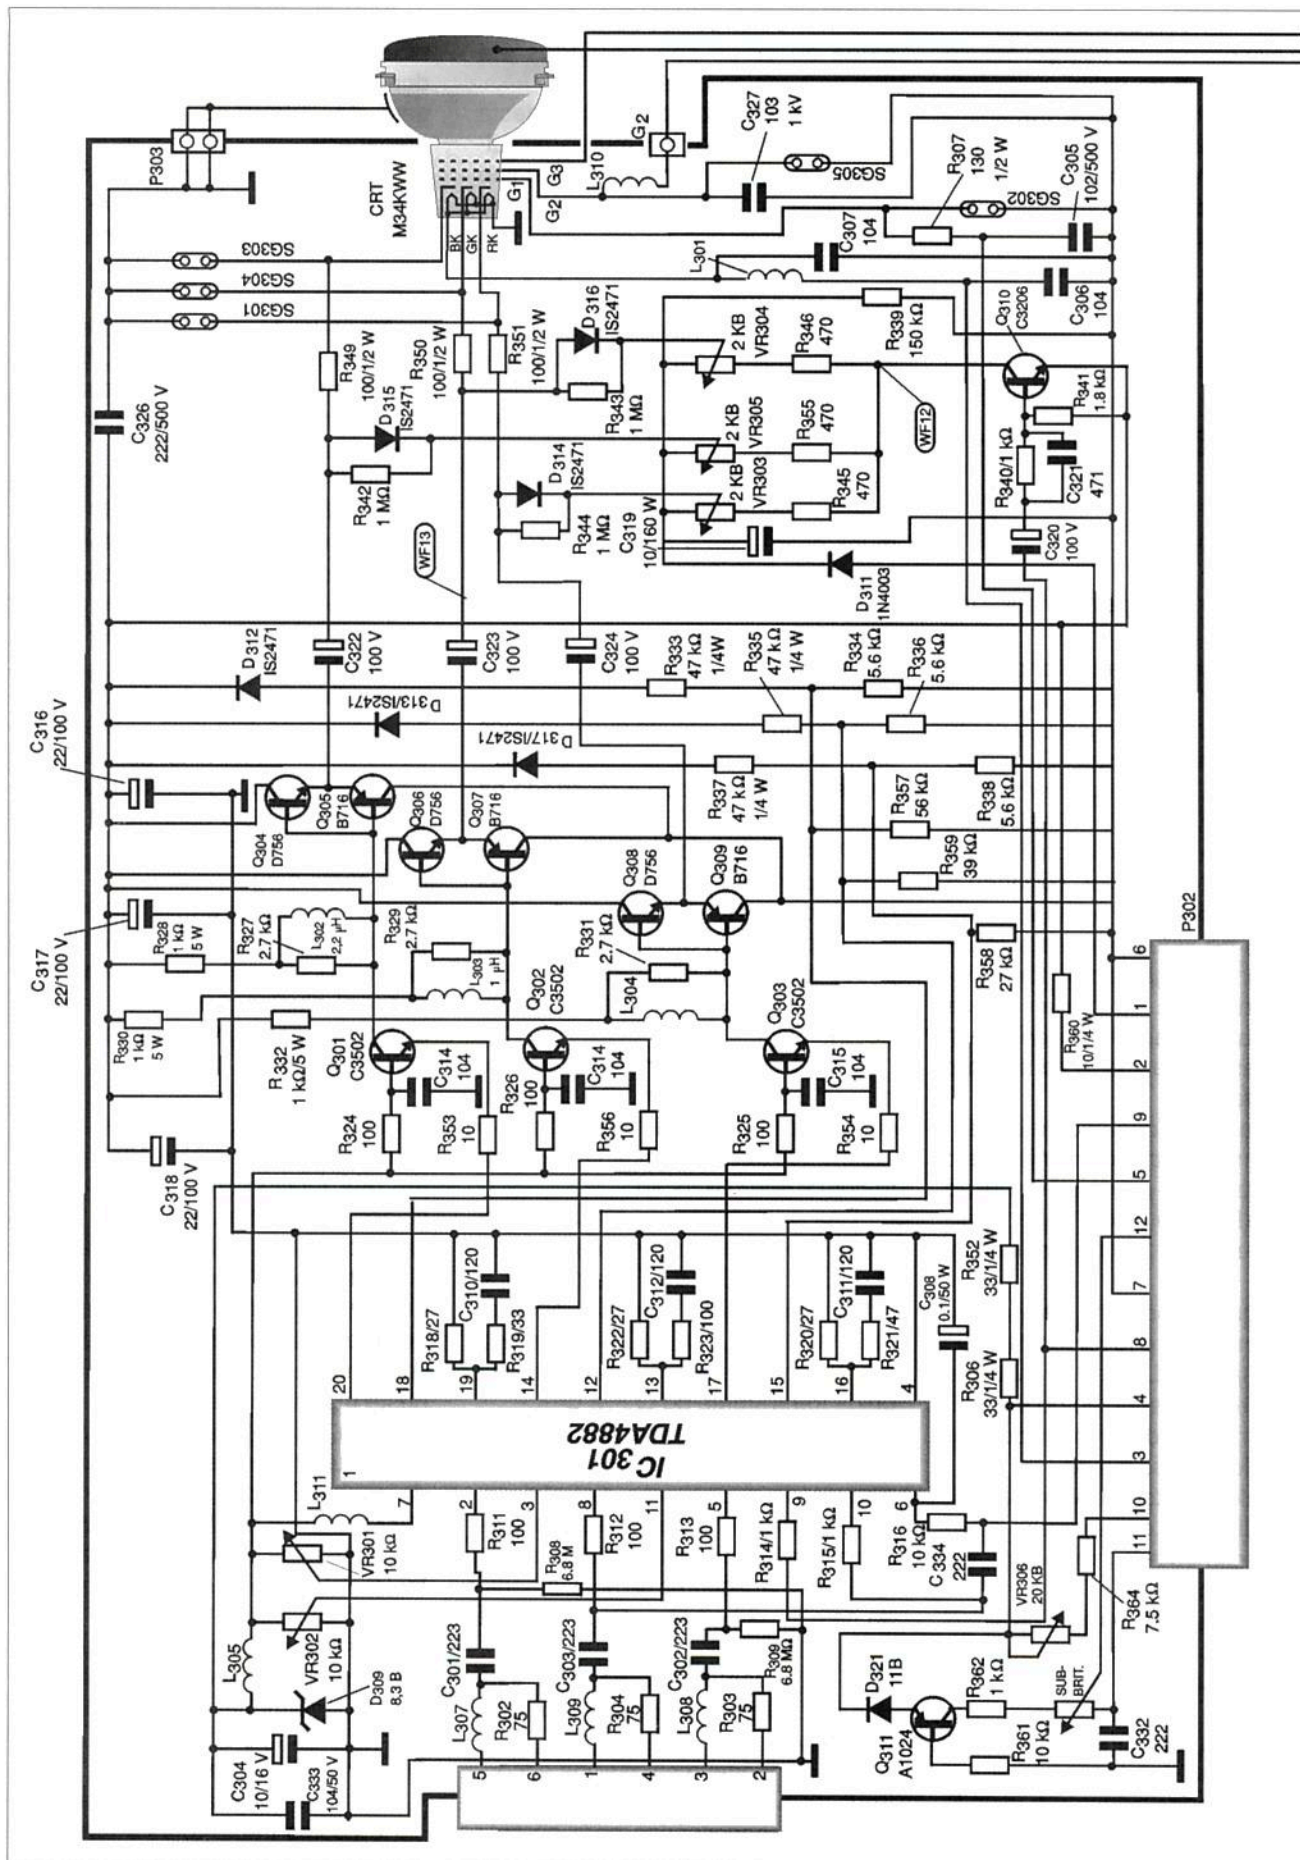 P303
CRT
M34KWW
G3
G1
G2
G2
BK
GK
RK
L310
C327
103
1 kV
SG305
R307
130
1/2 W
C305
102/500 V
SG302
SG303
SG304
SG301
C307
104
L301
C306
104
Q310
C3206
C326
222/500 V
R349
100/1/2 W
R350
100/1/2 W
R351
100/1/2 W
D316
IS2471
D315
IS2471
D314
IS2471
R342
1 MΩ
R343
1 MΩ
R344
1 MΩ
2 KB
VR304
R346
470
R339
150 kΩ
2 KB
VR305
R355
470
2 KB
VR303
R345
470
WF12
R341
1.8 kΩ
R340/1 kΩ
C321
471
C320
100 V
C319
10/160 W
D311
1N4003
WF13
D312
IS2471
C322
100 V
C323
100 V
C324
100 V
R333
47 kΩ
1/4W
R335
47 kΩ
1/4 W
R334
5.6 kΩ
R336
5.6 kΩ
D313/IS2471
D317/IS2471
C316
22/100 V
Q304
D756
Q305
B716
Q306
D756
Q307
B716
Q308
D756
Q309
B716
R337
47 kΩ
1/4 W
R357
56 kΩ
R338
5.6 kΩ
R359
39 kΩ
R358
27 kΩ
P302
C317
22/100 V
R328
1 kΩ
5 W
R327
2.7 kΩ
L302
2,2 µH
R329
2.7 kΩ
L303
1 µH
R331
2.7 kΩ
L304
R330
1 kΩ
5 W
R332
1 kΩ/5 W
Q301
C3502
Q302
C3502
Q303
C3502
R360
10/1/4 W
C314
104
C314
104
C315
104
R324
100
R326
100
R325
100
R353
10
R356
10
R354
10
C318
22/100 V
6
1
2
9
5
12
7
8
4
3
10
11
R318/27
C310/120
R319/33
R322/27
C312/120
R323/100
R320/27
C311/120
R321/47
C308
0.1/50 W
R352
33/1/4 W
R306
33/1/4 W
20
18
19
14
12
13
17
15
16
4
IC301
TDA4882
1
7
2
3
8
11
5
9
10
6
L311
VR301
10 kΩ
R311
100
R308
6.8 M
R312
100
R313
100
R314/1 kΩ
R315/1 kΩ
R316
10 kΩ
C334
222
VR306
20 KB
R364
7.5 kΩ
L305
VR302
10 kΩ
D309
8,3 B
C304
10/16 V
C333
104/50 V
C301/223
L307
R302
75
C303/223
L309
R304
75
C302/223
L308
R303
75
R309
6.8 MΩ
5
6
1
4
3
2
D321
11B
Q311
A1024
R362
1 kΩ
R361
10 kΩ
SUB-
BRIT.
C332
222